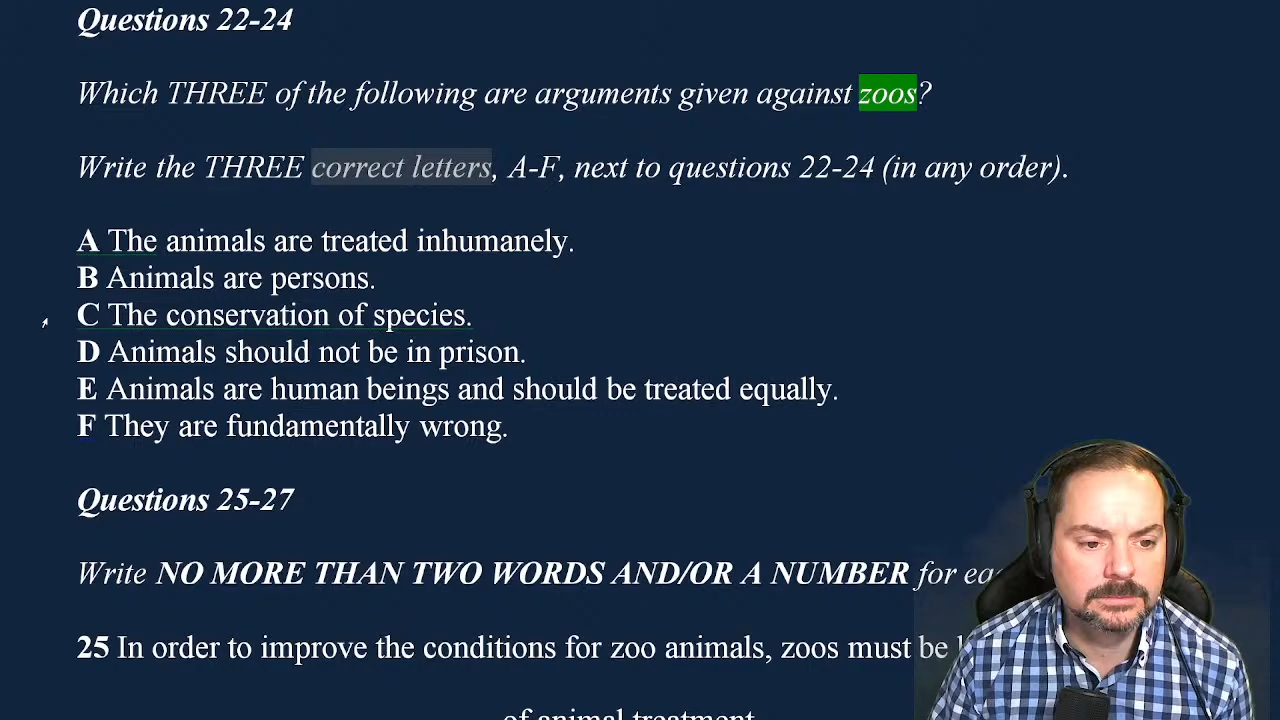 Questions 22-24
Which THREE of the following are arguments given against zoos?
Write the THREE correct letters, A-F, next to questions 22-24 (in any order).
A The animals are treated inhumanely.
B Animals are persons.
C The conservation of species.
D Animals should not be in prison.
E Animals are human beings and should be treated equally.
F They are fundamentally wrong.
Questions 25-27
Write NO MORE THAN TWO WORDS AND/OR A NUMBER for
25 In order to improve the conditions for zoo animals, zoos must be
of animal treatment